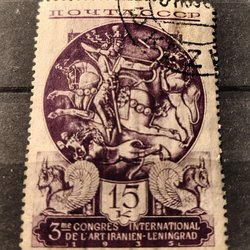 ПОЧТА СССР
15
К
3ME CONGRES INTERNATIONAL
DE L'ART IRANIEN-LENINGRAD